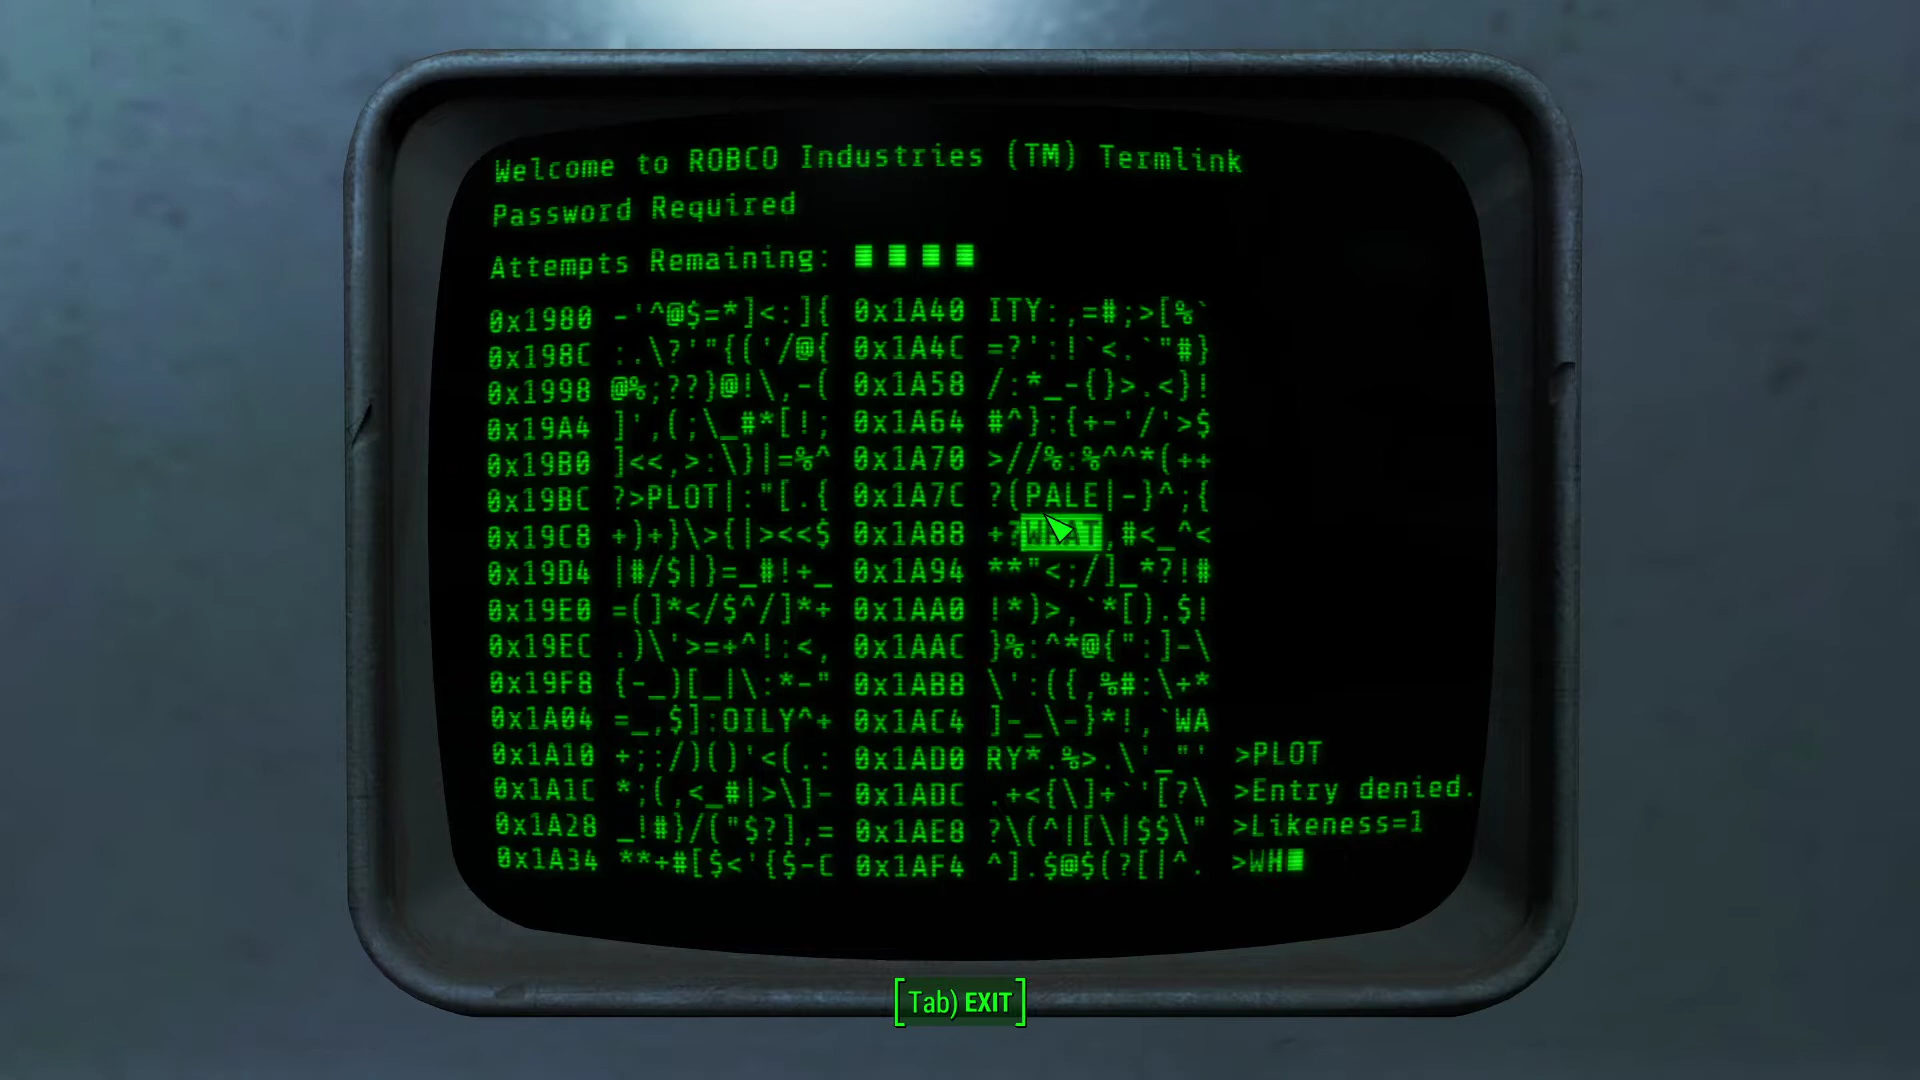 Welcome to ROBCO Industries (TM) Termlink
Password Required
Attempts Remaining:
0x1980 -'^@$=*]<:]{ 0x1A40 ITY:,=#;>[%`
0x198C :.\?'"{('/@{ 0x1A4C =?':!`<.`"#}
0x1998 @%;??}@!\,-( 0x1A58 /:*_-{}>.<}!
0x19A4 ]',(;\_#*[!; 0x1A64 #^}:{+-'/'>$
0x19B0 ]<<,>:\}|=%^ 0x1A70 >//%:%^^*(++
0x19BC ?>PLOT|:"[.{ 0x1A7C ?(PALE|-}^;{
0x19C8 +)+}\>{|><<$ 0x1A88 +?WHAT,#<_^<
0x19D4 |#/$|}=_#!+_ 0x1A94 **"<;/]_*?!#
0x19E0 =(]*</$^/]*+ 0x1AA0 !*)>,`*[).$!
0x19EC .)\'>=+^!:<, 0x1AAC }%:^*@{":]-\
0x19F8 {-_)[_|\:*-" 0x1AB8 \':({,%#:\+*
0x1A04 =_,$]:OILY^+ 0x1AC4 ]-_\-}*!,`WA
0x1A10 +;:/)()'<(.: 0x1AD0 RY*.%>.\'_"'
0x1A1C *;(,<_#|>\]- 0x1ADC .+<{\]+`'[?\
0x1A28 _!#}/("$?],= 0x1AE8 ?\(^|[\|$$\"
0x1A34 **+#[$<'{$-C 0x1AF4 ^].$@$(?[|^.
>PLOT
>Entry denied.
>Likeness=1
>WH
Tab) EXIT